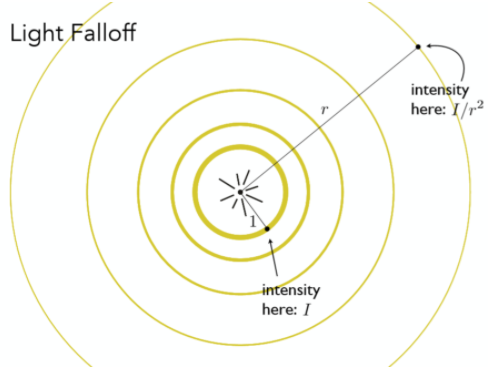 Light Falloff
intensity
here: I/r²
r
1
intensity
here: I